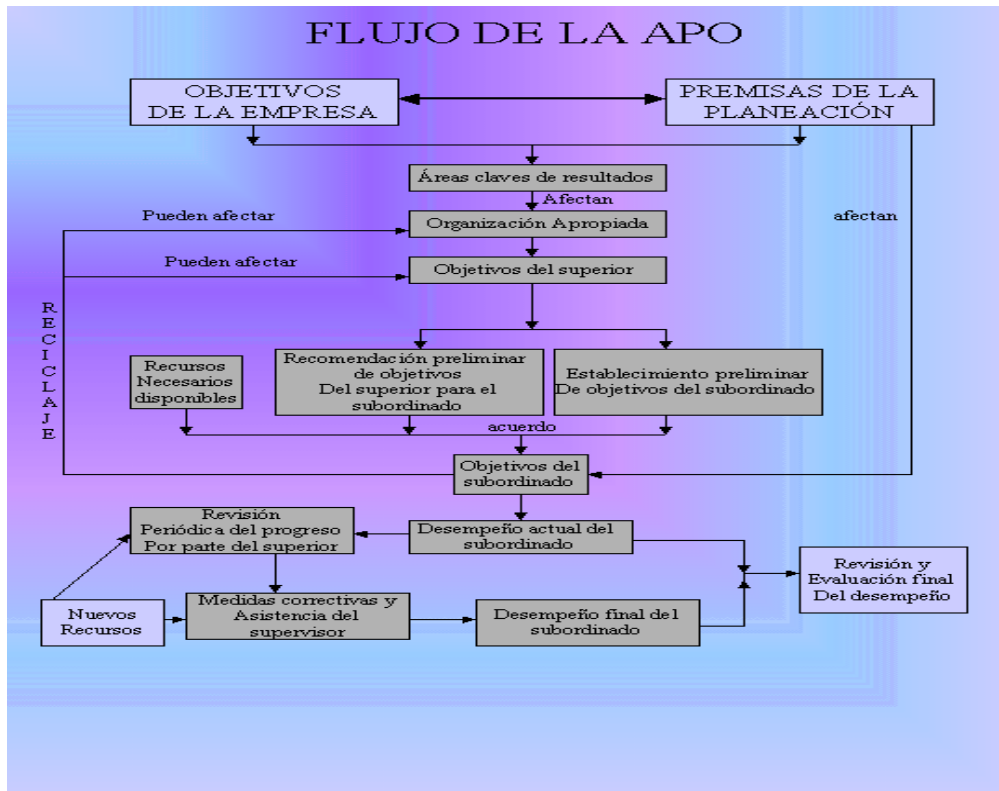 FLUJO DE LA APO
OBJETIVOS
DE LA EMPRESA
PREMISAS DE LA
PLANEACIÓN
Áreas claves de resultados
Afectan
Pueden afectar
Organización Apropiada
afectan
Pueden afectar
Objetivos del superior
RECICLAJE
Recursos
Necesarios
disponibles
Recomendación preliminar
de objetivos
Del superior para el
subordinado
Establecimiento preliminar
De objetivos del subordinado
acuerdo
Objetivos del
subordinado
Revisión
Periódica del progreso
Por parte del superior
Desempeño actual del
subordinado
Revisión y
Evaluación final
Del desempeño
Nuevos
Recursos
Medidas correctivas y
Asistencia del
supervisor
Desempeño final del
subordinado